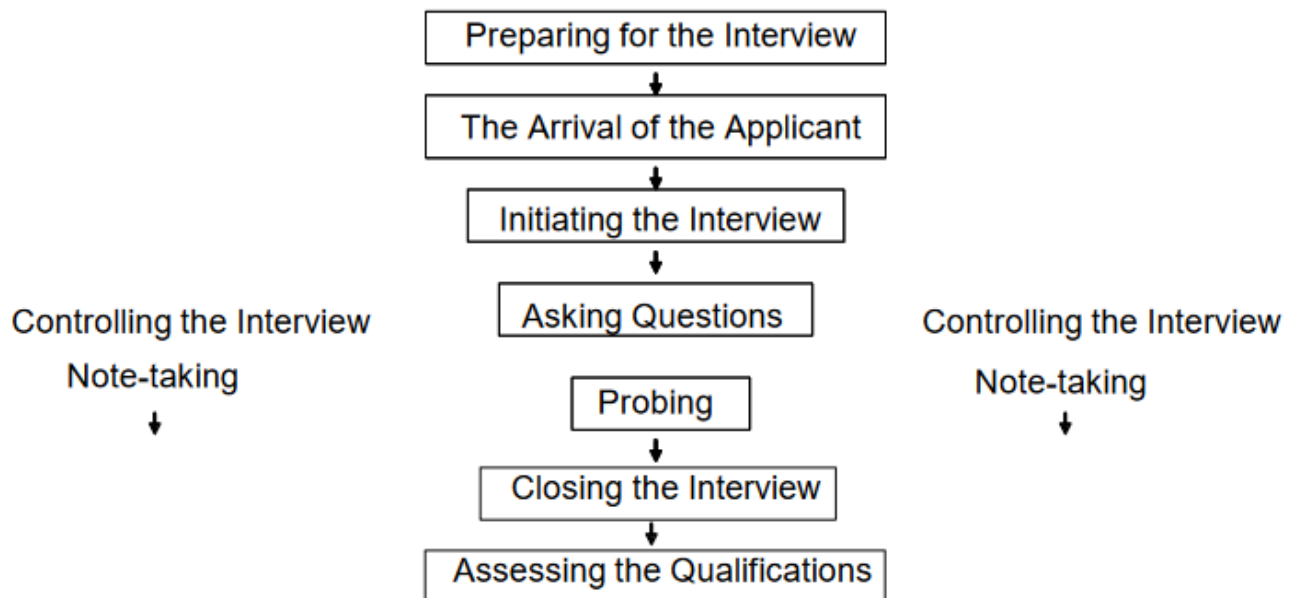 Preparing for the Interview
The Arrival of the Applicant
Initiating the Interview
Asking Questions
Controlling the Interview
Note-taking
Controlling the Interview
Note-taking
Probing
Closing the Interview
Assessing the Qualifications